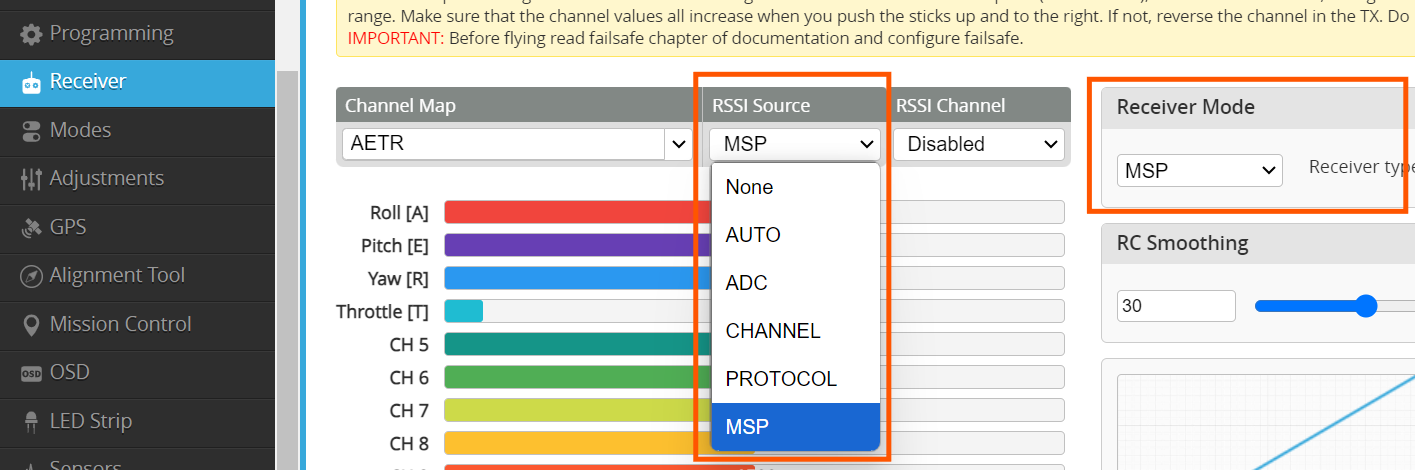 Programming
Receiver
Modes
Adjustments
GPS
Alignment Tool
Mission Control
OSD
OSD
LED Strip
Sensors
range. Make sure that the channel values all increase when you push the sticks up and to the right. If not, reverse the channel in the TX. Do
IMPORTANT: Before flying read failsafe chapter of documentation and configure failsafe.
Channel Map
RSSI Source
RSSI Channel
AETR
MSP
Disabled
None
AUTO
ADC
CHANNEL
PROTOCOL
MSP
Roll [A]
Pitch [E]
Yaw [R]
Throttle [T]
CH 5
CH 6
CH 7
CH 8
Receiver Mode
MSP
Receiver type
RC Smoothing
30